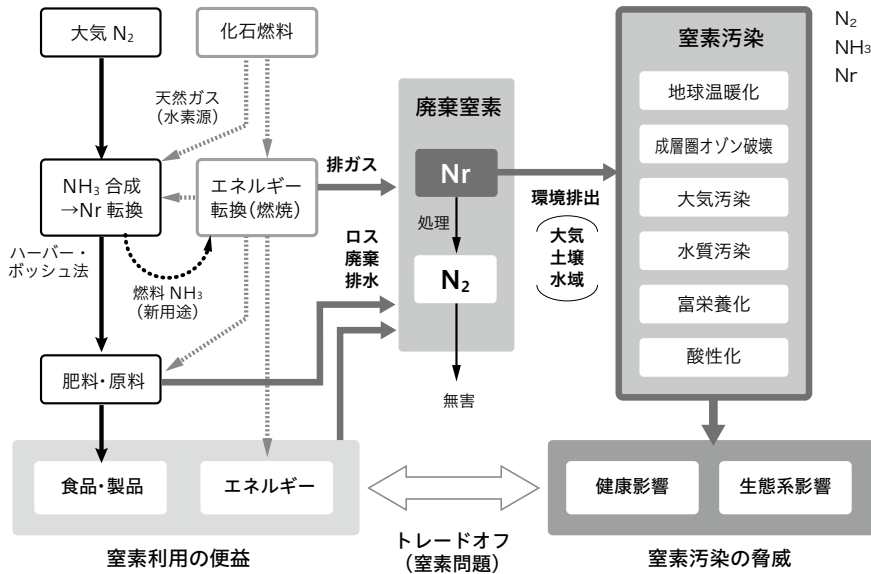 大気 N₂
化石燃料
天然ガス
(水素源)
NH₃ 合成
→Nr 転換
エネルギー
転換(燃焼)
ハーバー・
ボッシュ法
燃料 NH₃
(新用途)
肥料・原料
食品・製品
エネルギー
窒素利用の便益
排ガス
ロス
廃棄
排水
廃棄窒素
Nr
処理
N₂
無害
環境排出
大気
土壌
水域
トレードオフ
(窒素問題)
窒素汚染
地球温暖化
成層圏オゾン破壊
大気汚染
水質汚染
富栄養化
酸性化
健康影響
生態系影響
窒素汚染の脅威
N₂
NH₃
Nr